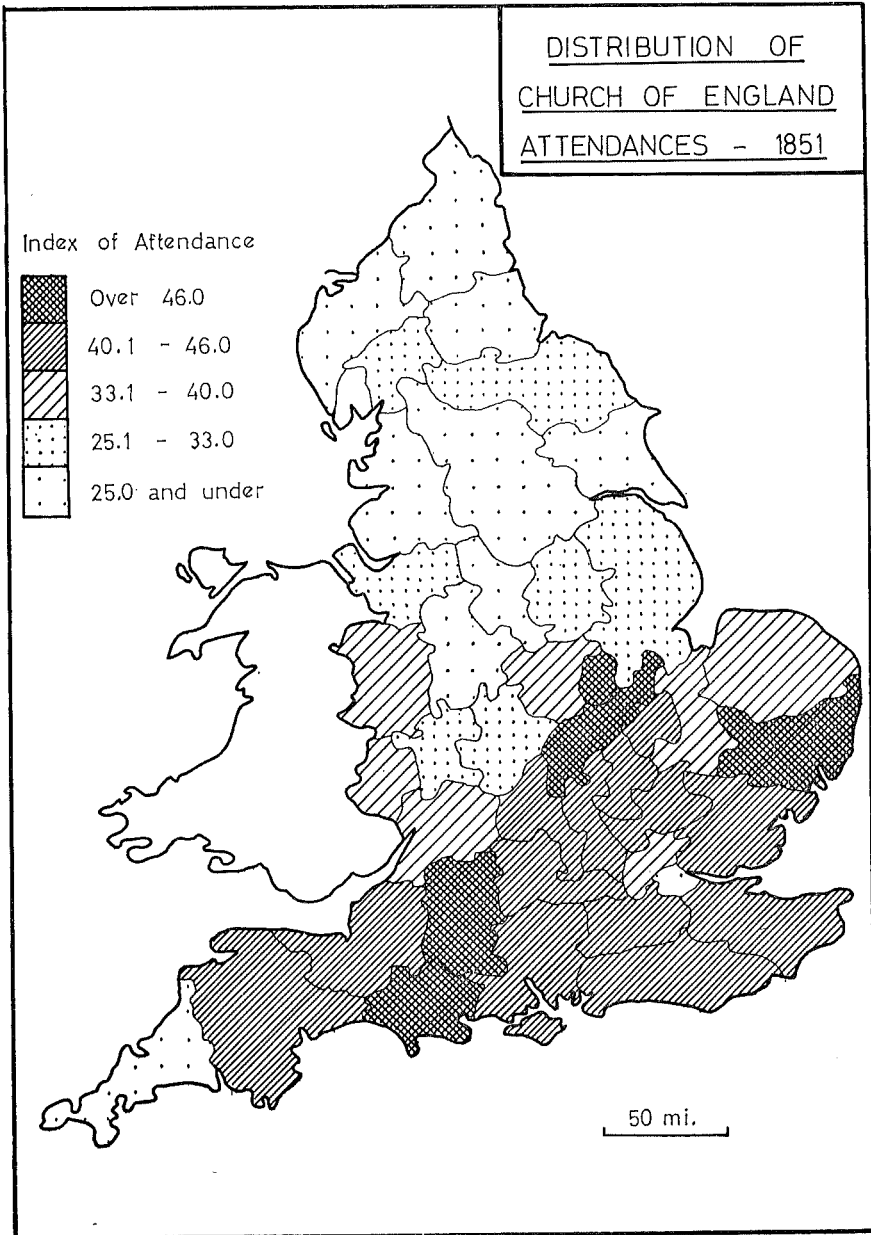 DISTRIBUTION OF
CHURCH OF ENGLAND
ATTENDANCES - 1851
Index of Attendance
Over 46.0
40.1 - 46.0
33.1 - 40.0
25.1 - 33.0
25.0 and under
50 mi.